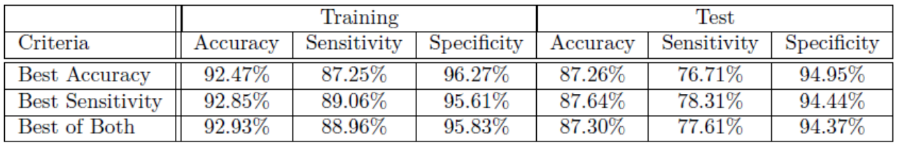 Training Test
Criteria Accuracy Sensitivity Specificity Accuracy Sensitivity Specificity
Best Accuracy 92.47% 87.25% 96.27% 87.26% 76.71% 94.95%
Best Sensitivity 92.85% 89.06% 95.61% 87.64% 78.31% 94.44%
Best of Both 92.93% 88.96% 95.83% 87.30% 77.61% 94.37%